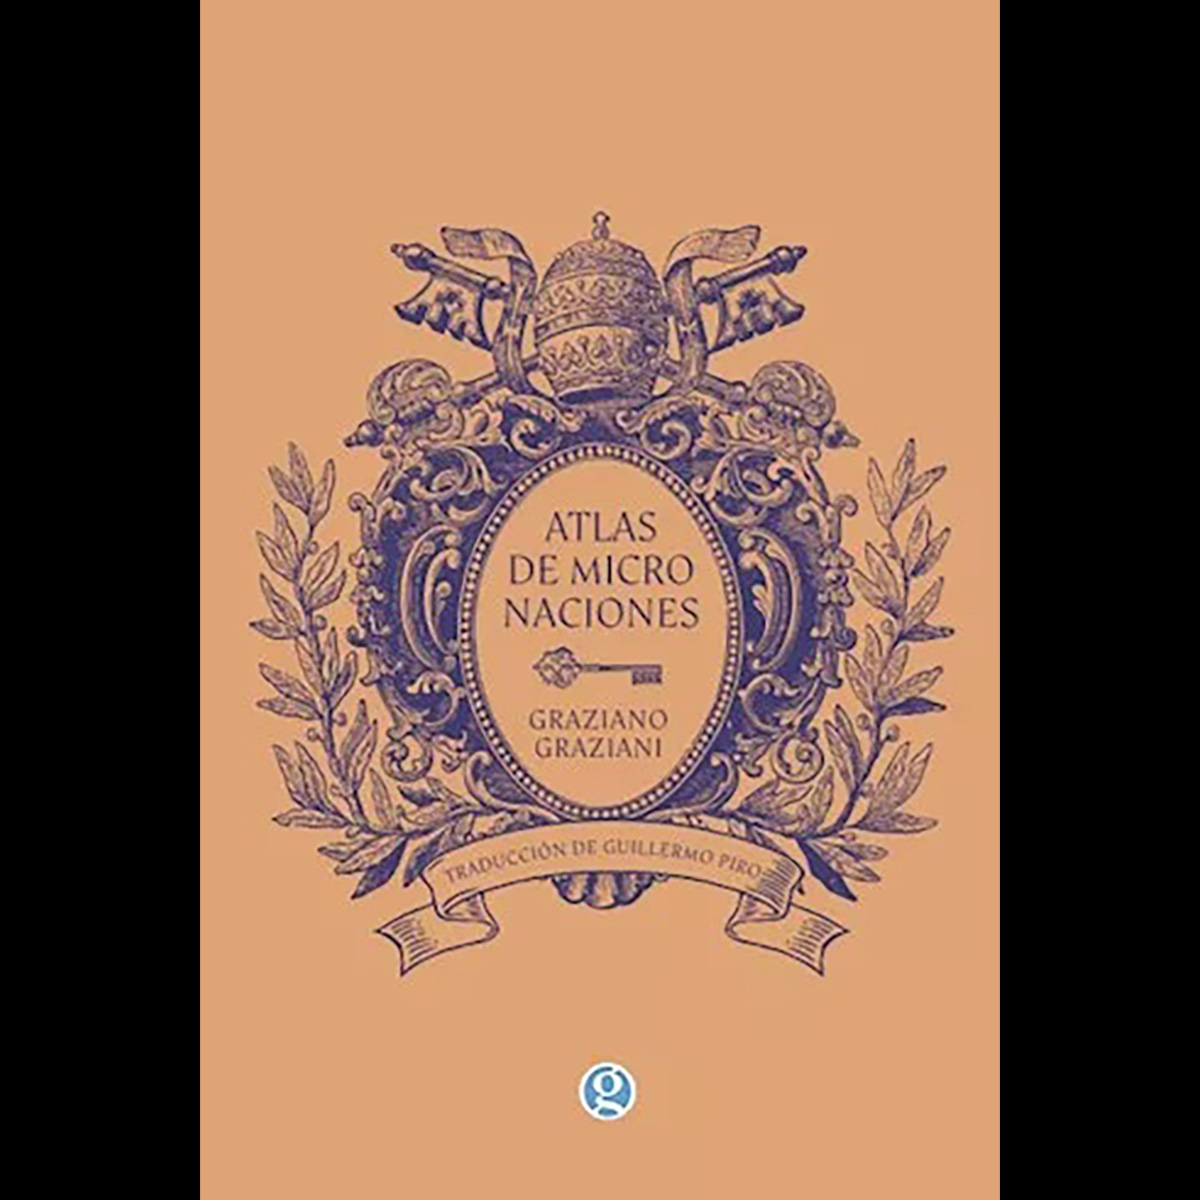 ATLAS
DE MICRO
NACIONES
GRAZIANO
GRAZIANI
TRADUCCIÓN DE GUILLERMO PIRO
g